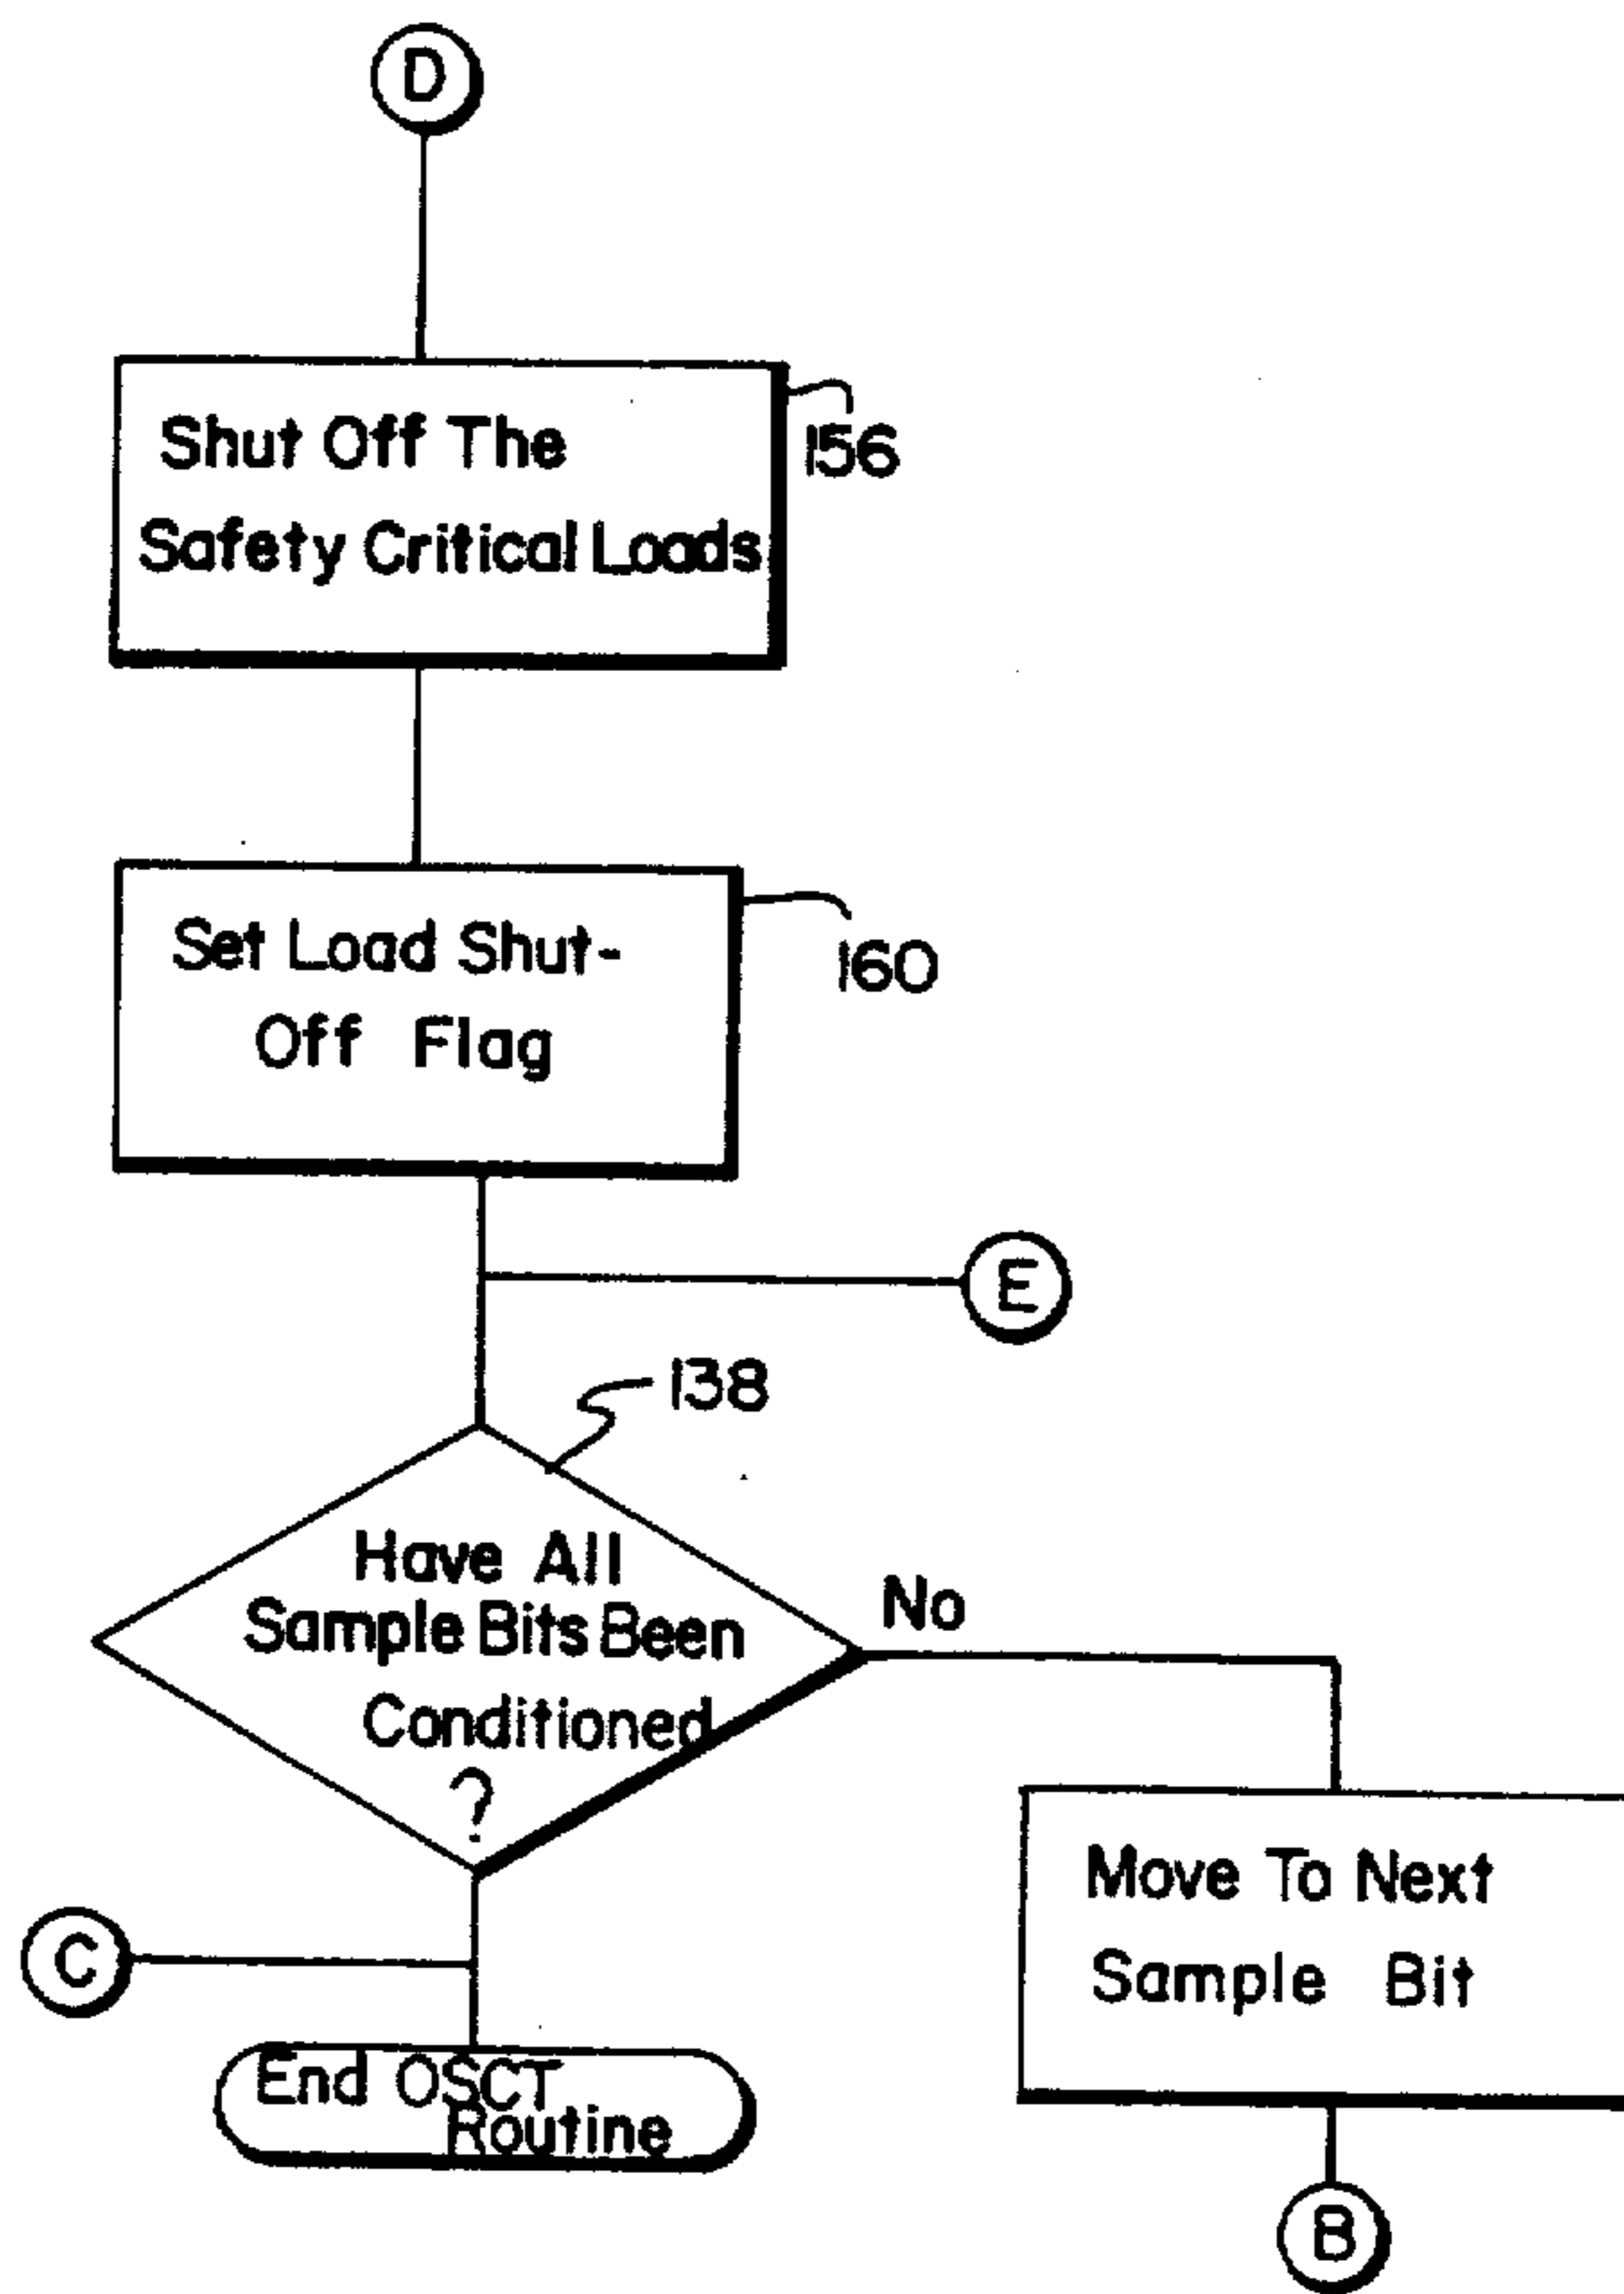 D
Shut Off The
Safety Critical Loads
156
Set Load Shut-
Off Flag
160
E
138
Have All
Sample Bits Been
Conditioned
?
No
Move To Next
Sample Bit
C
End OSCT
Routine
B